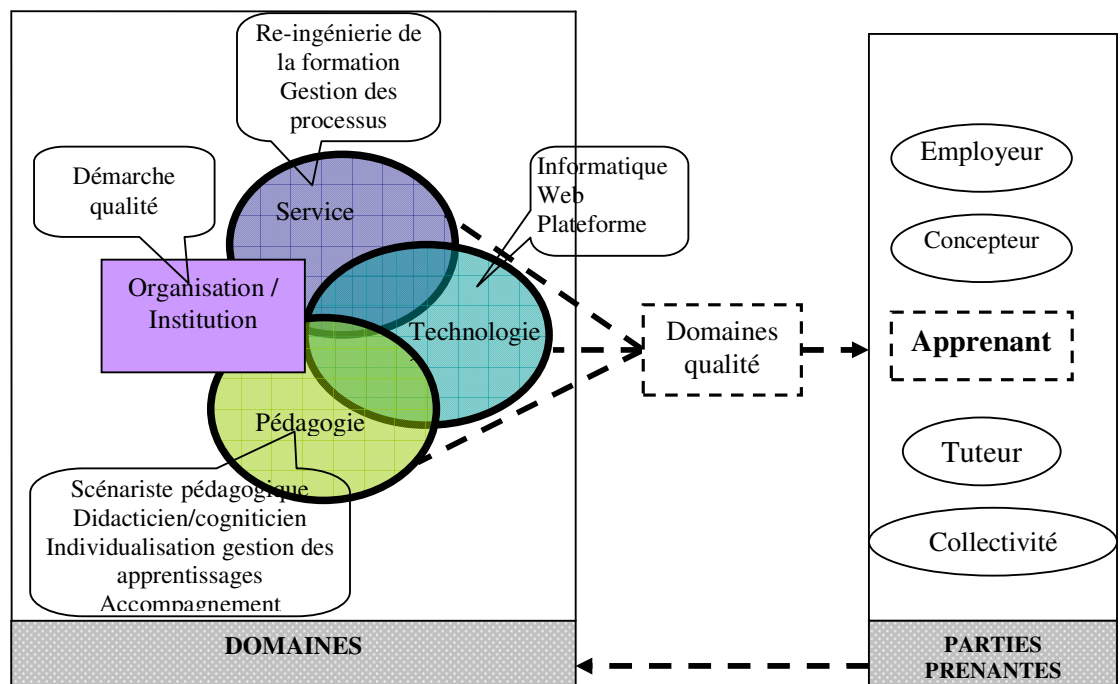 Re-ingénierie de
la formation
Gestion des
processus
Démarche
qualité
Service
Informatique
Web
Plateforme
Organisation /
Institution
Technologie
Pédagogie
Scénariste pédagogique
Didacticien/cogniticien
Individualisation gestion des
apprentissages
Accompagnement
DOMAINES
Domaines
qualité
Employeur
Concepteur
Apprenant
Tuteur
Collectivité
PARTIES
PRENANTES